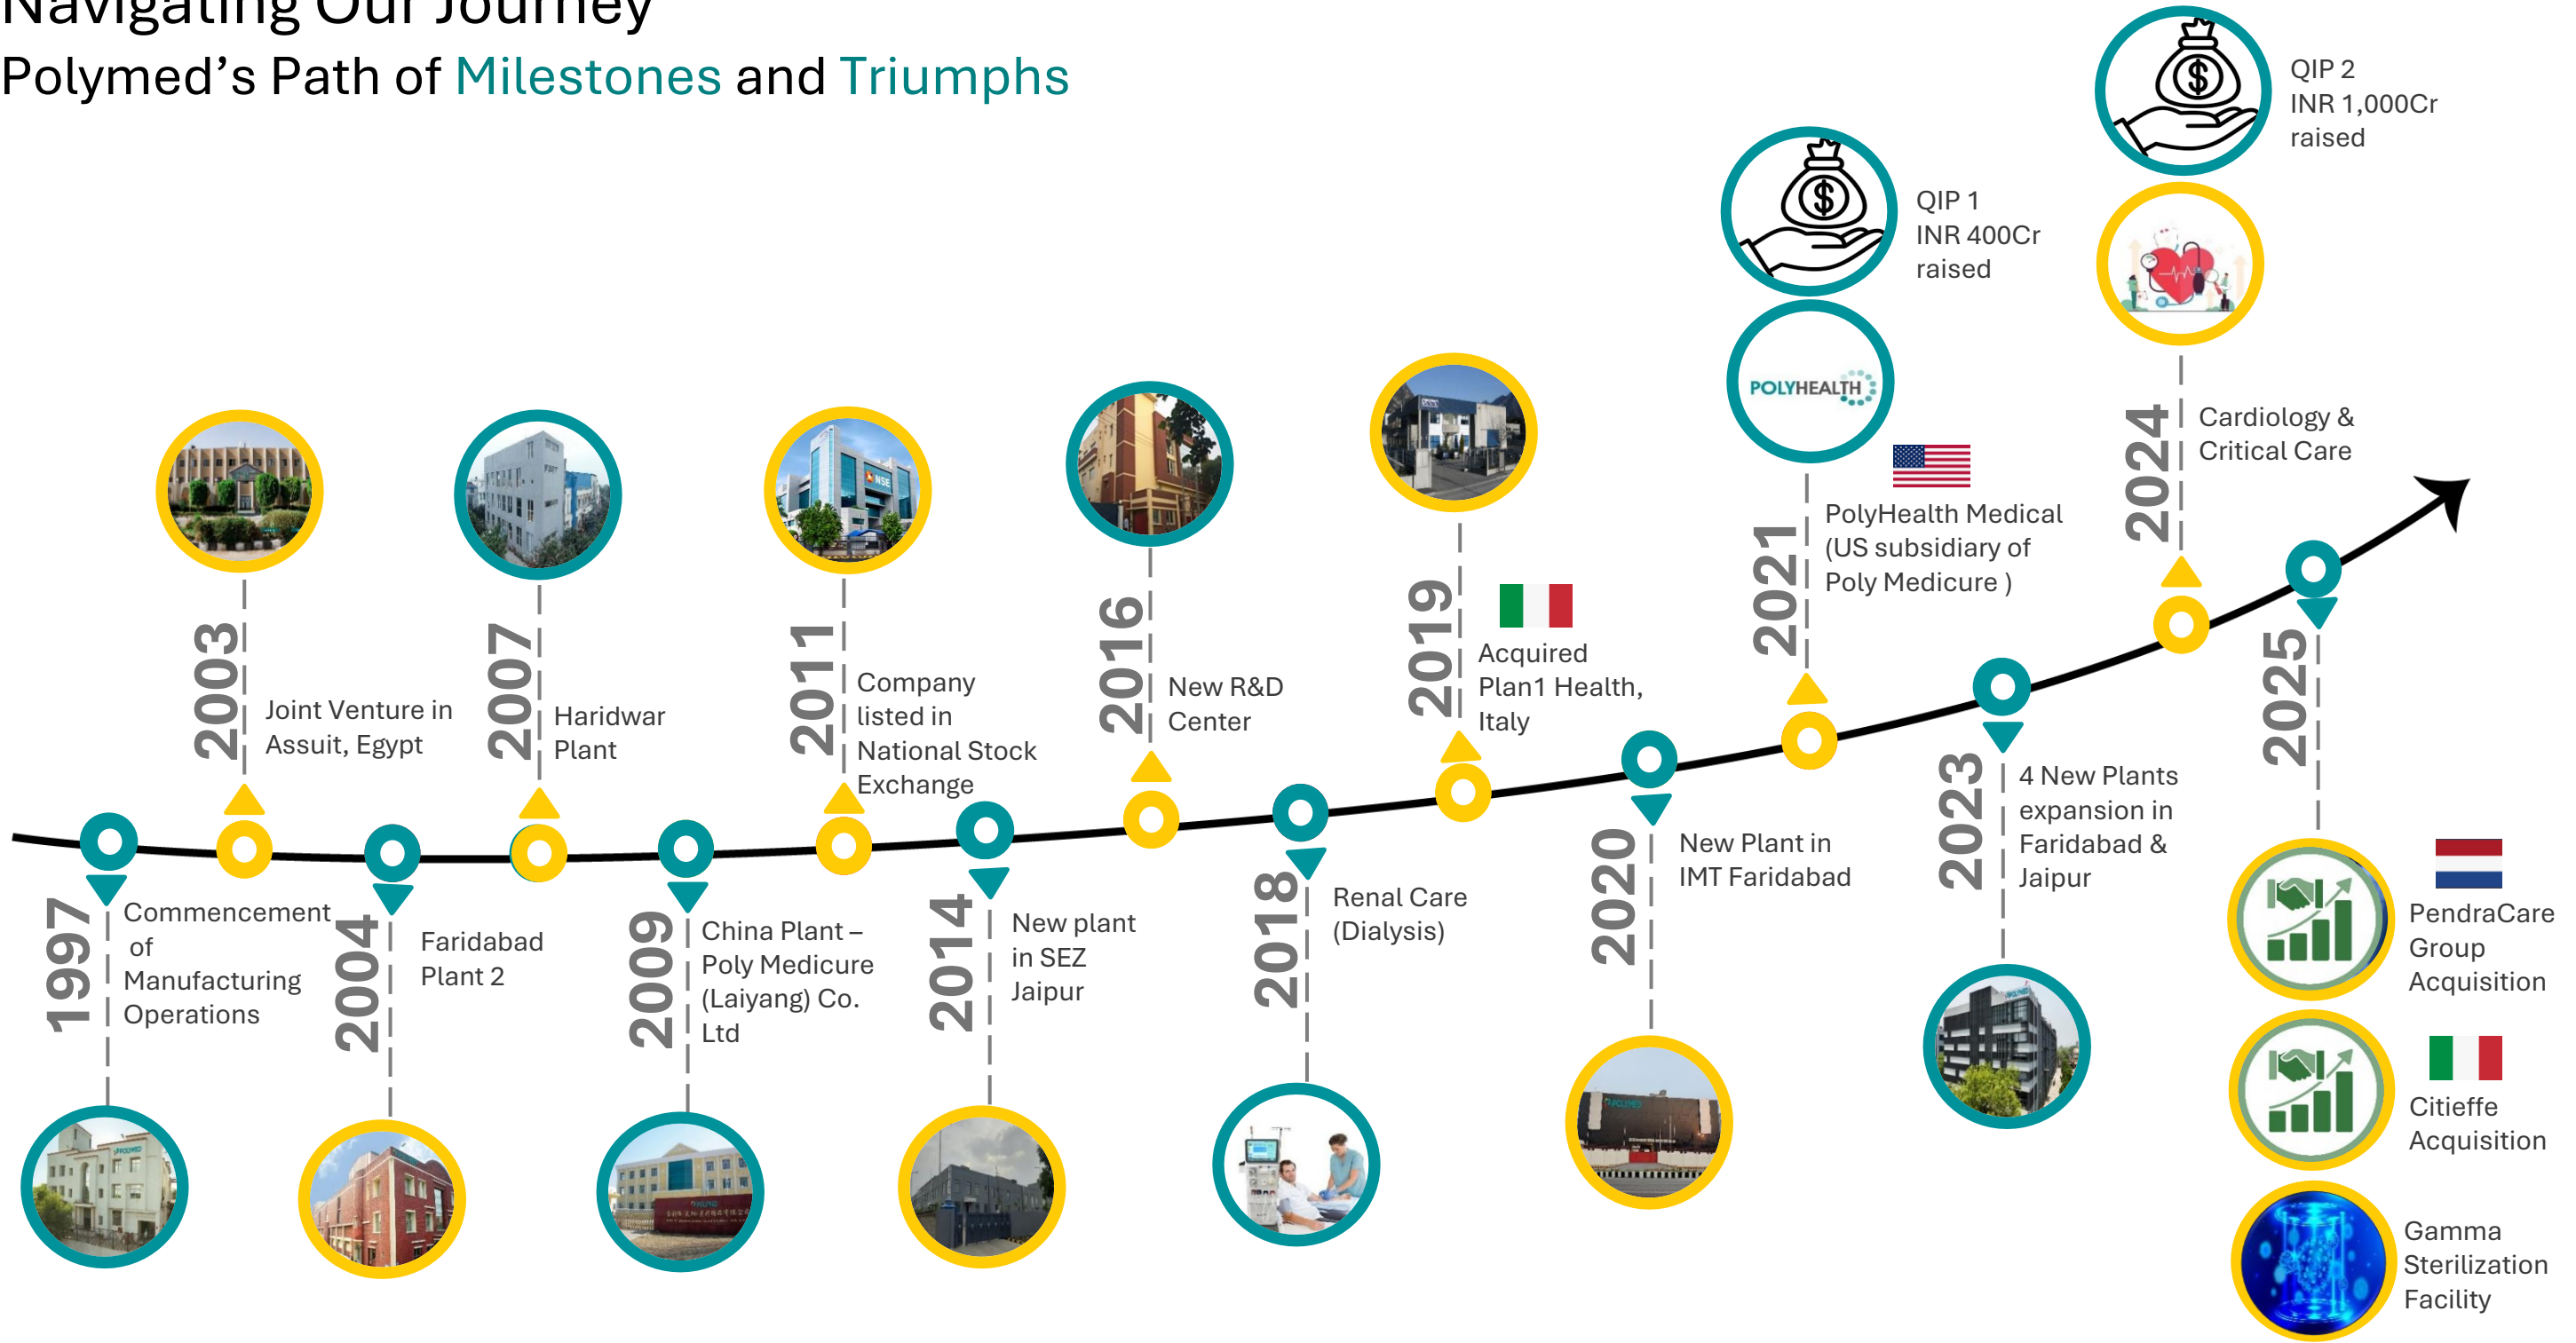 Navigating Our Journey
Polymed's Path of Milestones and Triumphs
1997
Commencement
of
Manufacturing
Operations
POLYMED
2003
Joint Venture in
Assuit, Egypt
2004
Faridabad
Plant 2
2007
Haridwar
Plant
2009
China Plant –
Poly Medicure
(Laiyang) Co.
Ltd
2011
Company
listed in
National Stock
Exchange
NSE
2014
New plant
in SEZ
Jaipur
2016
New R&D
Center
2018
Renal Care
(Dialysis)
2019
Acquired
Plan1 Health,
Italy
2020
New Plant in
IMT Faridabad
POLYMED
2021
QIP 1
INR 400Cr
raised
POLYHEALTH
PolyHealth Medical
(US subsidiary of
Poly Medicure )
2023
4 New Plants
expansion in
Faridabad &
Jaipur
2024
QIP 2
INR 1,000Cr
raised
Cardiology &
Critical Care
2025
PendraCare
Group
Acquisition
Citieffe
Acquisition
Gamma
Sterilization
Facility